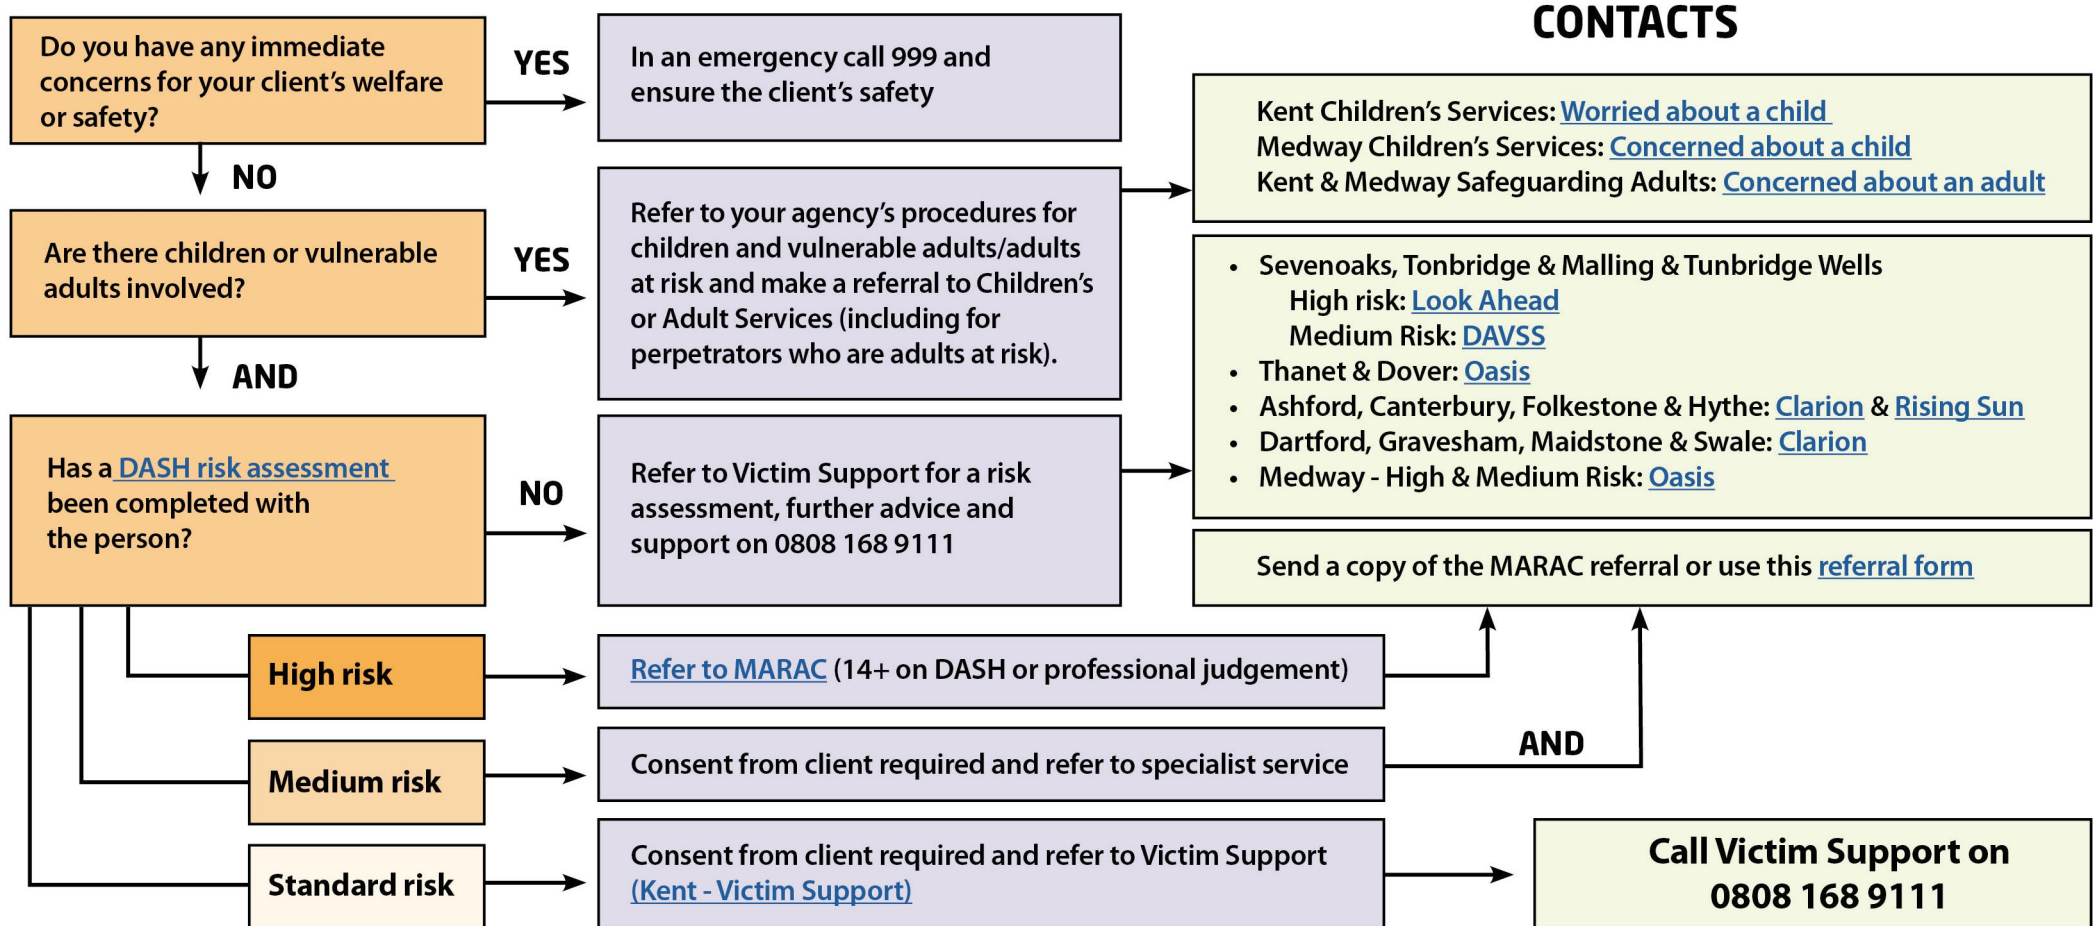 CONTACTS
Do you have any immediate
concerns for your client's welfare
or safety?
YES
In an emergency call 999 and
ensure the client's safety
NO
Are there children or vulnerable
adults involved?
YES
Refer to your agency's procedures for
children and vulnerable adults/adults
at risk and make a referral to Children's
or Adult Services (including for
perpetrators who are adults at risk).
Kent Children's Services: Worried about a child
Medway Children's Services: Concerned about a child
Kent & Medway Safeguarding Adults: Concerned about an adult
AND
Has a DASH risk assessment
been completed with
the person?
NO
Refer to Victim Support for a risk
assessment, further advice and
support on 0808 168 9111
• Sevenoaks, Tonbridge & Malling & Tunbridge Wells
High risk: Look Ahead
Medium Risk: DAVSS
• Thanet & Dover: Oasis
• Ashford, Canterbury, Folkestone & Hythe: Clarion & Rising Sun
• Dartford, Gravesham, Maidstone & Swale: Clarion
• Medway - High & Medium Risk: Oasis
Send a copy of the MARAC referral or use this referral form
High risk
Refer to MARAC (14+ on DASH or professional judgement)
Medium risk
Consent from client required and refer to specialist service
AND
Standard risk
Consent from client required and refer to Victim Support
(Kent - Victim Support)
Call Victim Support on
0808 168 9111